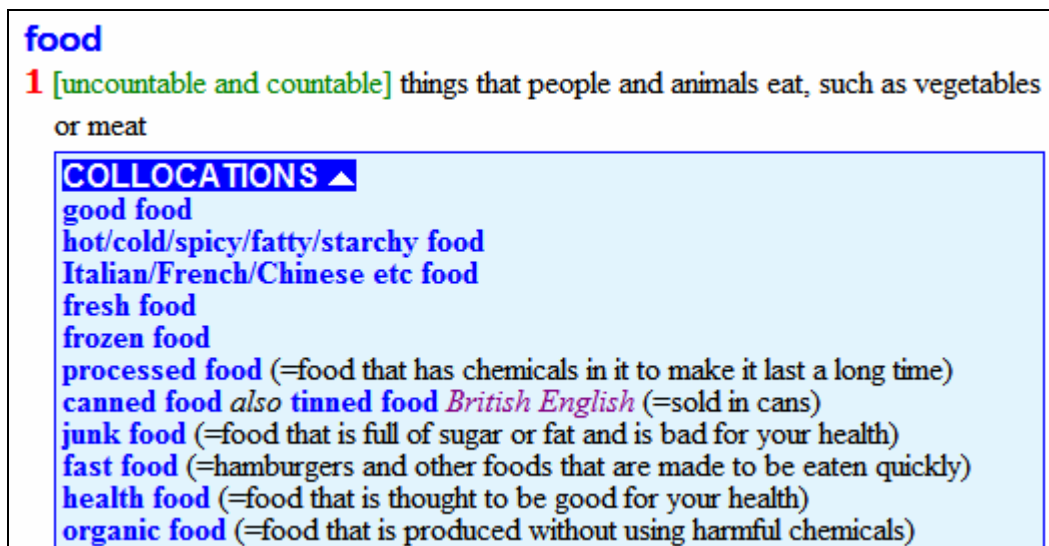 food
1 [uncountable and countable] things that people and animals eat, such as vegetables
or meat
COLLOCATIONS
good food
hot/cold/spicy/fatty/starchy food
Italian/French/Chinese etc food
fresh food
frozen food
processed food (=food that has chemicals in it to make it last a long time)
canned food also tinned food British English (=sold in cans)
junk food (=food that is full of sugar or fat and is bad for your health)
fast food (=hamburgers and other foods that are made to be eaten quickly)
health food (=food that is thought to be good for your health)
organic food (=food that is produced without using harmful chemicals)